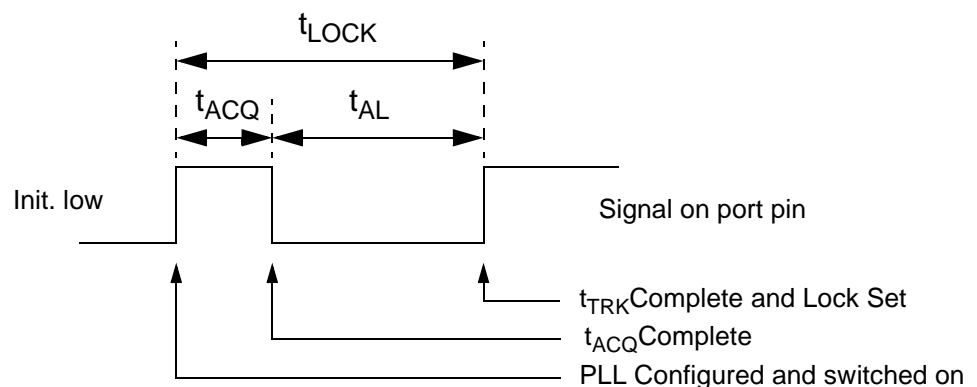 tLOCK
tACQ
tAL
Init. low
Signal on port pin
tTRKComplete and Lock Set
tACQComplete
PLL Configured and switched on